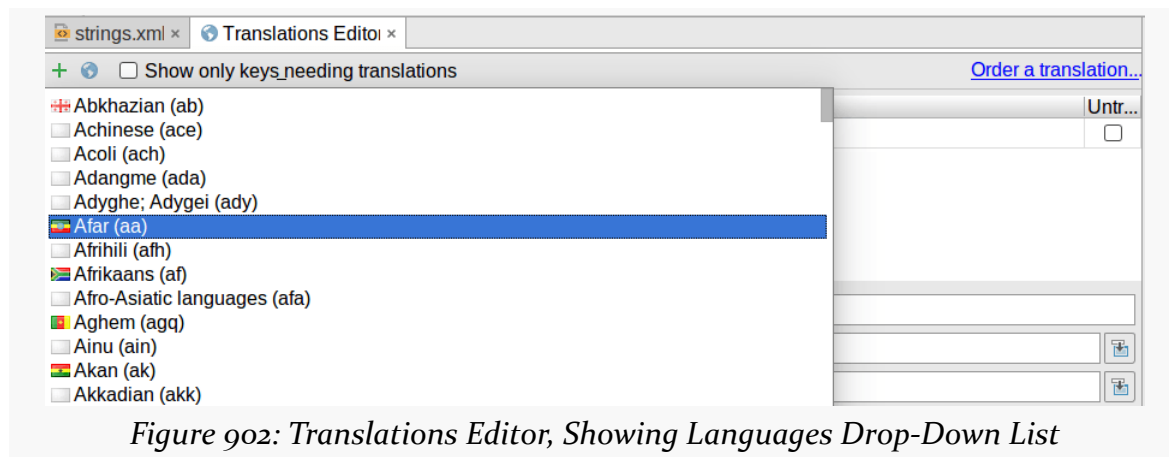 strings.xml × Translations Editor ×
+ Show only keys needing translations Order a translation...
Untr...
Abkhazian (ab)
Achinese (ace)
Acoli (ach)
Adangme (ada)
Adyghe; Adygei (ady)
Afar (aa)
Afrihili (afh)
Afrikaans (af)
Afro-Asiatic languages (afa)
Aghem (agq)
Ainu (ain)
Akan (ak)
Akkadian (akk)
Figure 902: Translations Editor, Showing Languages Drop-Down List